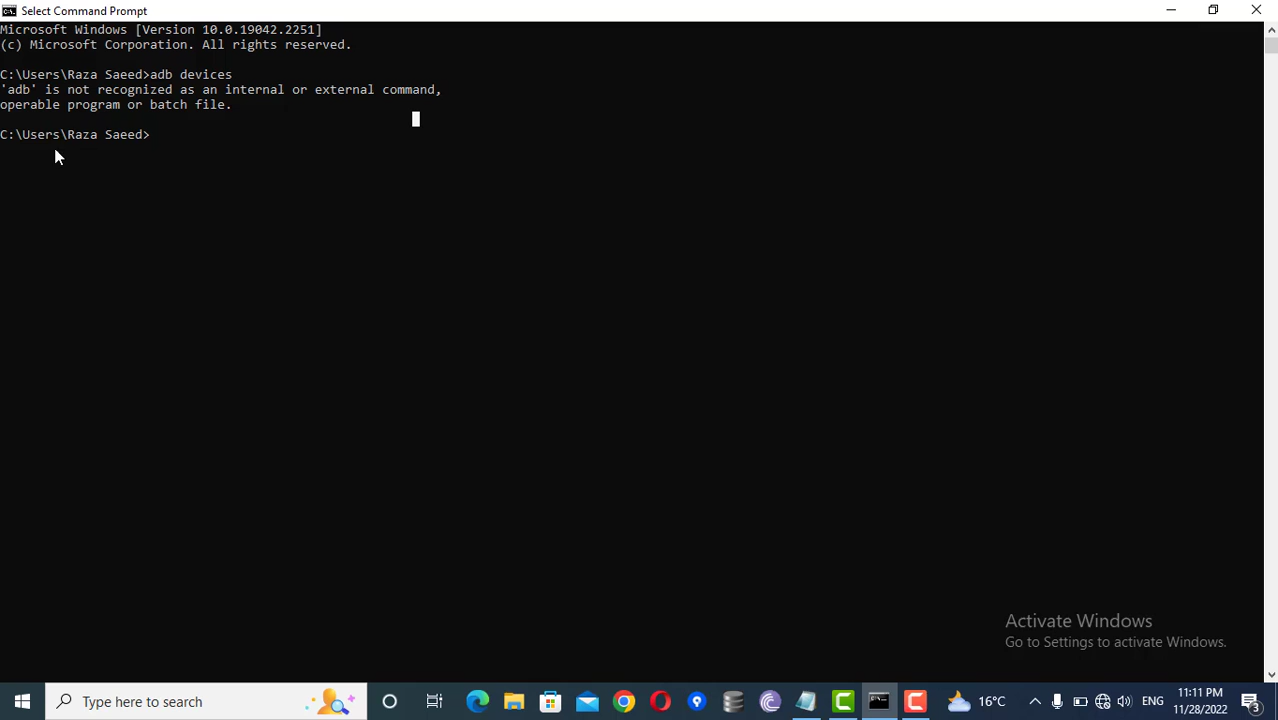 Select Command Prompt
Microsoft Windows [Version 10.0.19042.2251]
(c) Microsoft Corporation. All rights reserved.
C:\Users\Raza Saeed>adb devices
'adb' is not recognized as an internal or external command,
operable program or batch file.
C:\Users\Raza Saeed>
Activate Windows
Go to Settings to activate Windows.
Type here to search
16°C
ENG
11:11 PM
11/28/2022
3